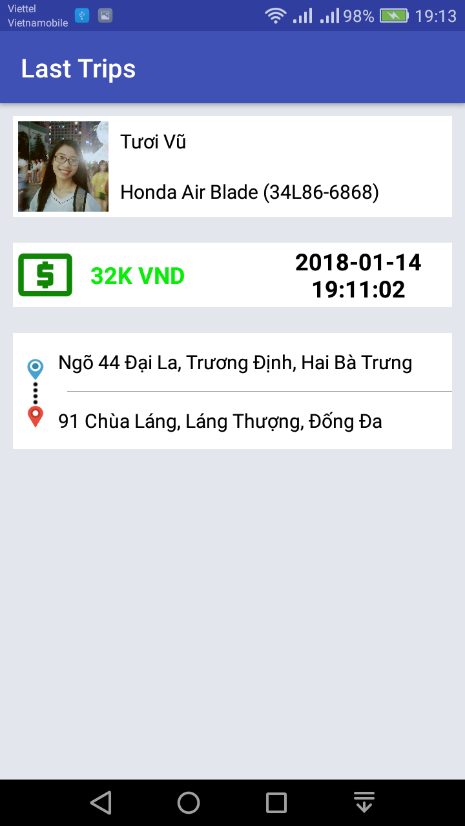 Viettel
Vietnamobile
98%
19:13
Last Trips
Tươi Vũ
Honda Air Blade (34L86-6868)
32K VND
2018-01-14
19:11:02
Ngõ 44 Đại La, Trương Định, Hai Bà Trưng
91 Chùa Láng, Láng Thượng, Đống Đa